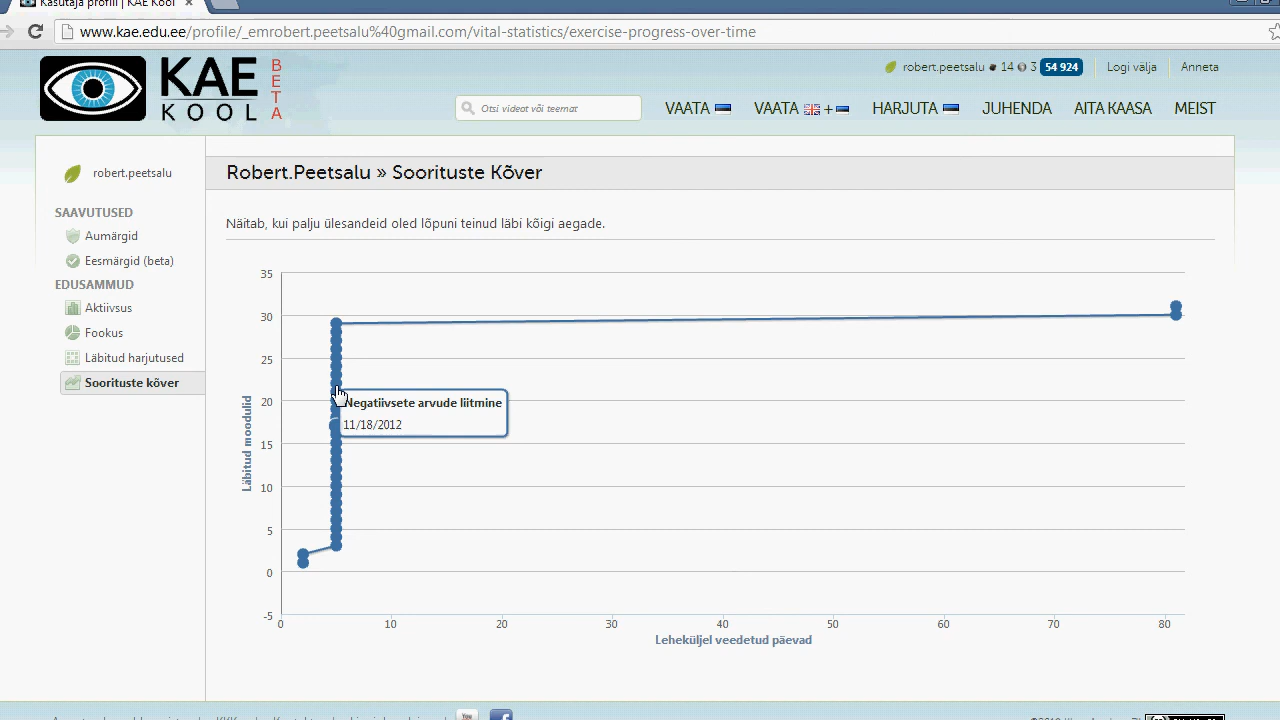 Kasutaja profiil | KAE Kool
www.kae.edu.ee/profile/_emrobert.peetsalu%40gmail.com/vital-statistics/exercise-progress-over-time
KAE
KOOL
BETA
robert.peetsalu 14 3 54 924 Logi välja Anneta
Otsi videot või teemat
VAATA VAATA + HARJUTA JUHENDA AITA KAASA MEIST
robert.peetsalu
SAAVUTUSED
Aumärgid
Eesmärgid (beta)
EDUSAMMUD
Aktiivsus
Fookus
Läbitud harjutused
Soorituste kõver
Robert.Peetsalu » Soorituste Kõver
Näitab, kui palju ülesandeid oled lõpuni teinud läbi kõigi aegade.
35
30
25
20
15
10
5
0
-5
Läbitud moodulid
Negatiivsete arvude liitmine
11/18/2012
0 10 20 30 40 50 60 70 80
Leheküljel veedetud päevad